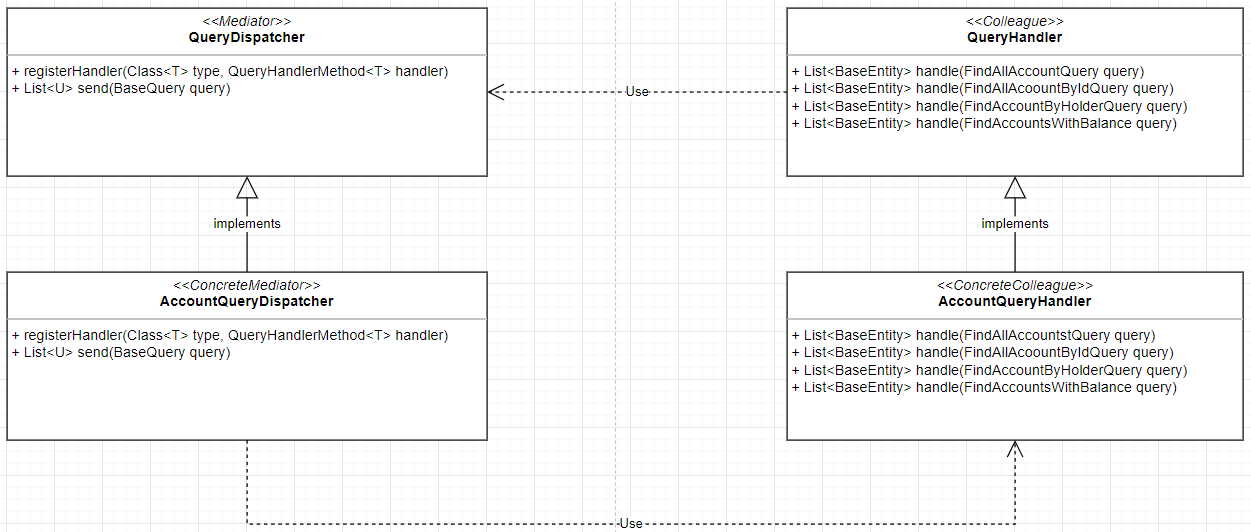 <<Mediator>>
QueryDispatcher
+ registerHandler(Class<T> type, QueryHandlerMethod<T> handler)
+ List<U> send(BaseQuery query)
<<Colleague>>
QueryHandler
+ List<BaseEntity> handle(FindAllAccountQuery query)
+ List<BaseEntity> handle(FindAllAcoountByIdQuery query)
+ List<BaseEntity> handle(FindAccountByHolderQuery query)
+ List<BaseEntity> handle(FindAccountsWithBalance query)
Use
implements
implements
<<ConcreteMediator>>
AccountQueryDispatcher
+ registerHandler(Class<T> type, QueryHandlerMethod<T> handler)
+ List<U> send(BaseQuery query)
<<ConcreteColleague>>
AccountQueryHandler
+ List<BaseEntity> handle(FindAllAccountstQuery query)
+ List<BaseEntity> handle(FindAllAcoountByIdQuery query)
+ List<BaseEntity> handle(FindAccountByHolderQuery query)
+ List<BaseEntity> handle(FindAccountsWithBalance query)
Use